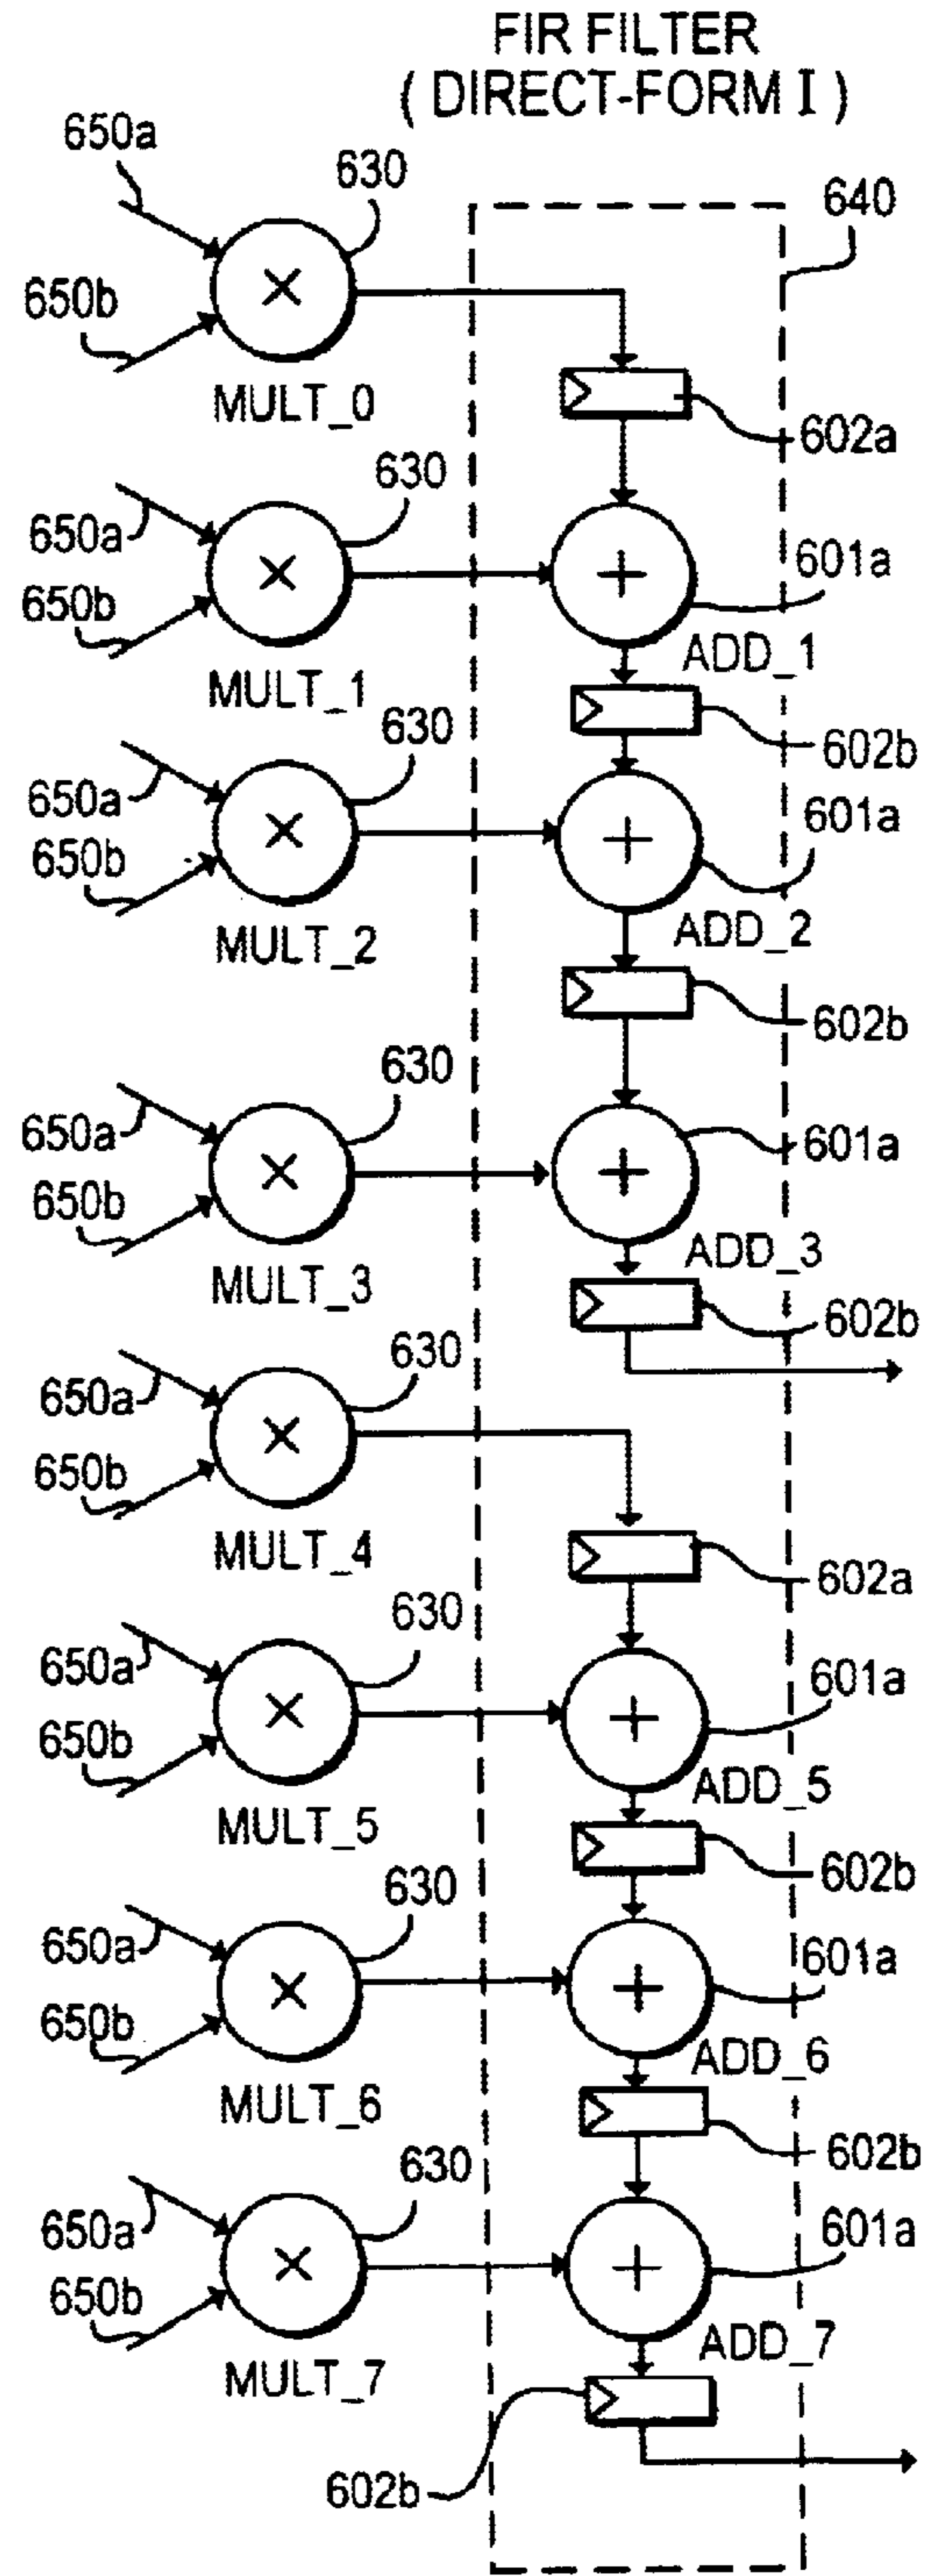 FIR FILTER
( DIRECT-FORM I )
650a
630
640
650b
MULT_0
602a
630
650a
601a
650b
ADD_1
MULT_1
630
602b
650a
601a
650b
ADD_2
MULT_2
602b
630
650a
601a
650b
ADD_3
MULT_3
602b
630
650a
650b
MULT_4
602a
630
650a
601a
650b
ADD_5
MULT_5
602b
630
650a
601a
650b
ADD_6
MULT_6
602b
630
650a
601a
650b
ADD_7
MULT_7
602b